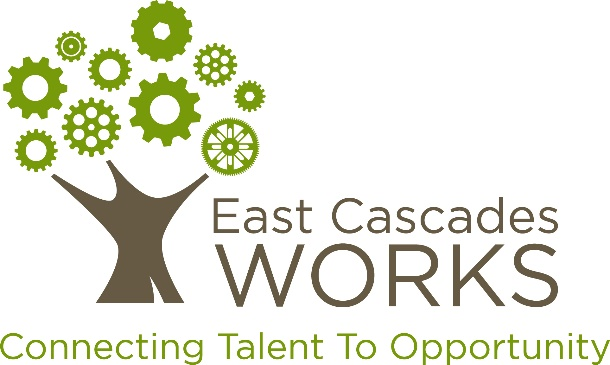 East Cascades
WORKS
Connecting Talent To Opportunity